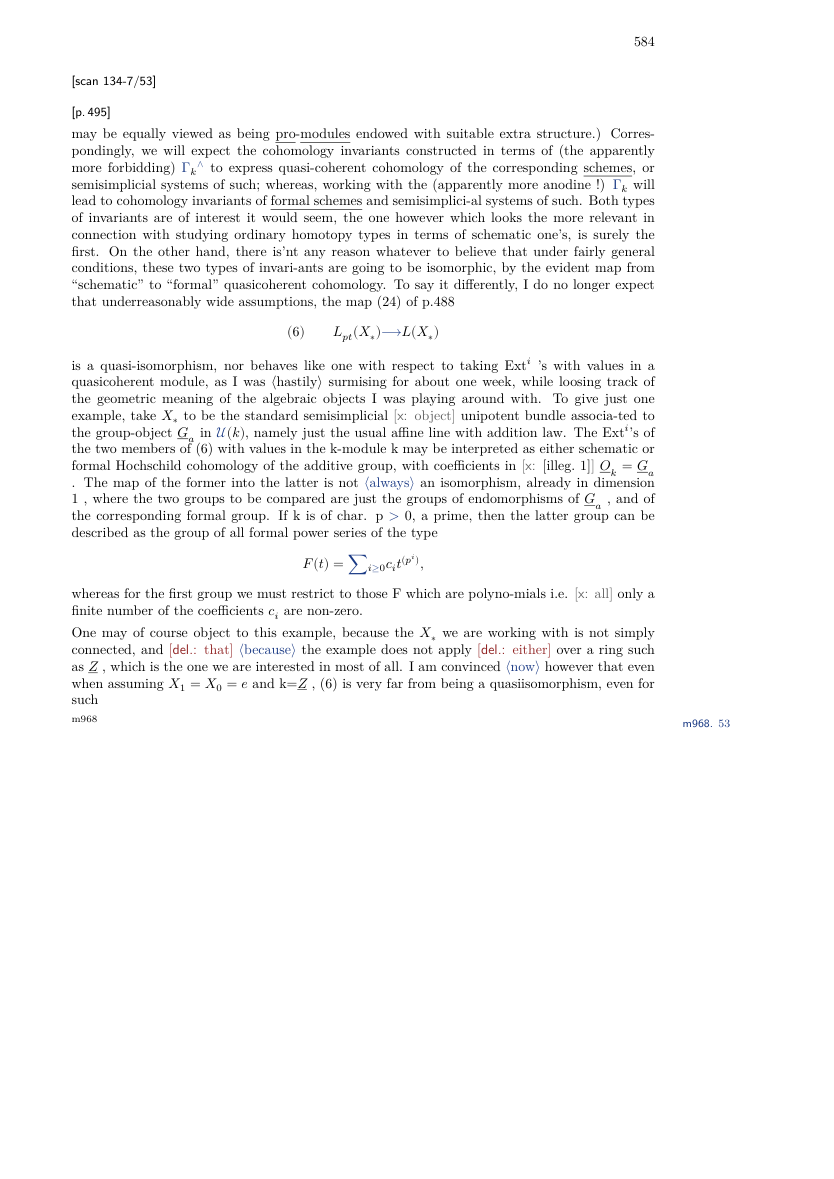 584
[scan 134-7/53]
[p. 495]
may be equally viewed as being pro-modules endowed with suitable extra structure.) Corres-
pondingly, we will expect the cohomology invariants constructed in terms of (the apparently
more forbidding) Γₖ^ to express quasi-coherent cohomology of the corresponding schemes, or
semisimplicial systems of such; whereas, working with the (apparently more anodine !) Γₖ will
lead to cohomology invariants of formal schemes and semisimplici-al systems of such. Both types
of invariants are of interest it would seem, the one however which looks the more relevant in
connection with studying ordinary homotopy types in terms of schematic one's, is surely the
first. On the other hand, there is'nt any reason whatever to believe that under fairly general
conditions, these two types of invari-ants are going to be isomorphic, by the evident map from
“schematic” to “formal” quasicoherent cohomology. To say it differently, I do no longer expect
that underreasonably wide assumptions, the map (24) of p.488
(6) L_{pt}(X_*)⟶L(X_*)
is a quasi-isomorphism, nor behaves like one with respect to taking Ext^i 's with values in a
quasicoherent module, as I was ⟨hastily⟩ surmising for about one week, while loosing track of
the geometric meaning of the algebraic objects I was playing around with. To give just one
example, take X_* to be the standard semisimplicial [x: object] unipotent bundle associa-ted to
the group-object G_a in 𝒰(k), namely just the usual affine line with addition law. The Ext^i's of
the two members of (6) with values in the k-module k may be interpreted as either schematic or
formal Hochschild cohomology of the additive group, with coefficients in [x: [illeg. 1]] O_k = G_a
. The map of the former into the latter is not ⟨always⟩ an isomorphism, already in dimension
1 , where the two groups to be compared are just the groups of endomorphisms of G_a , and of
the corresponding formal group. If k is of char. p > 0, a prime, then the latter group can be
described as the group of all formal power series of the type
F(t) = ∑_{i≥0} c_i t^{(p^i)},
whereas for the first group we must restrict to those F which are polyno-mials i.e. [x: all] only a
finite number of the coefficients c_i are non-zero.
One may of course object to this example, because the X_* we are working with is not simply
connected, and [del.: that] ⟨because⟩ the example does not apply [del.: either] over a ring such
as Z , which is the one we are interested in most of all. I am convinced ⟨now⟩ however that even
when assuming X_1 = X_0 = e and k=Z , (6) is very far from being a quasiisomorphism, even for
such
m968
m968. 53